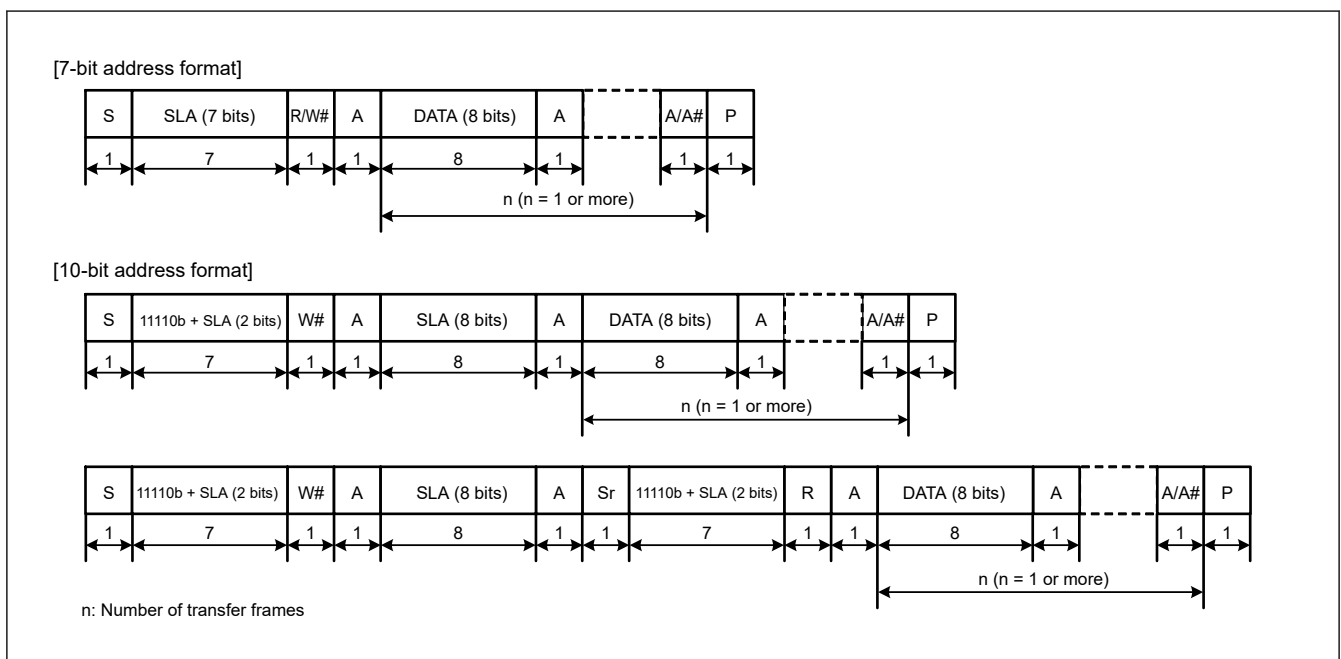 [7-bit address format]
S SLA (7 bits) R/W# A DATA (8 bits) A A/A# P
1 7 1 1 8 1 1 1
n (n = 1 or more)
[10-bit address format]
S 11110b + SLA (2 bits) W# A SLA (8 bits) A DATA (8 bits) A A/A# P
1 7 1 1 8 1 8 1 1 1
n (n = 1 or more)
S 11110b + SLA (2 bits) W# A SLA (8 bits) A Sr 11110b + SLA (2 bits) R A DATA (8 bits) A A/A# P
1 7 1 1 8 1 1 7 1 1 8 1 1 1
n (n = 1 or more)
n: Number of transfer frames